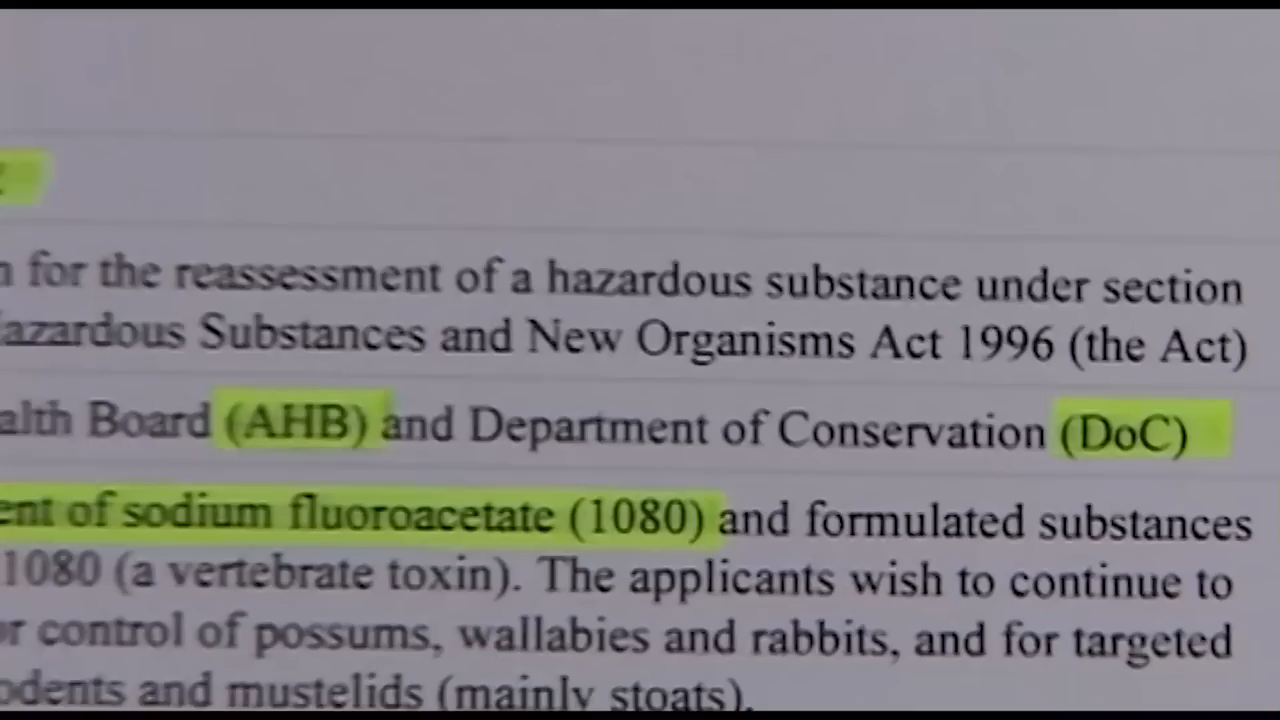 for the reassessment of a hazardous substance under section
azardous Substances and New Organisms Act 1996 (the Act)
alth Board (AHB) and Department of Conservation (DoC)
ent of sodium fluoroacetate (1080) and formulated substances
1080 (a vertebrate toxin). The applicants wish to continue to
or control of possums, wallabies and rabbits, and for targeted
odents and mustelids (mainly stoats).